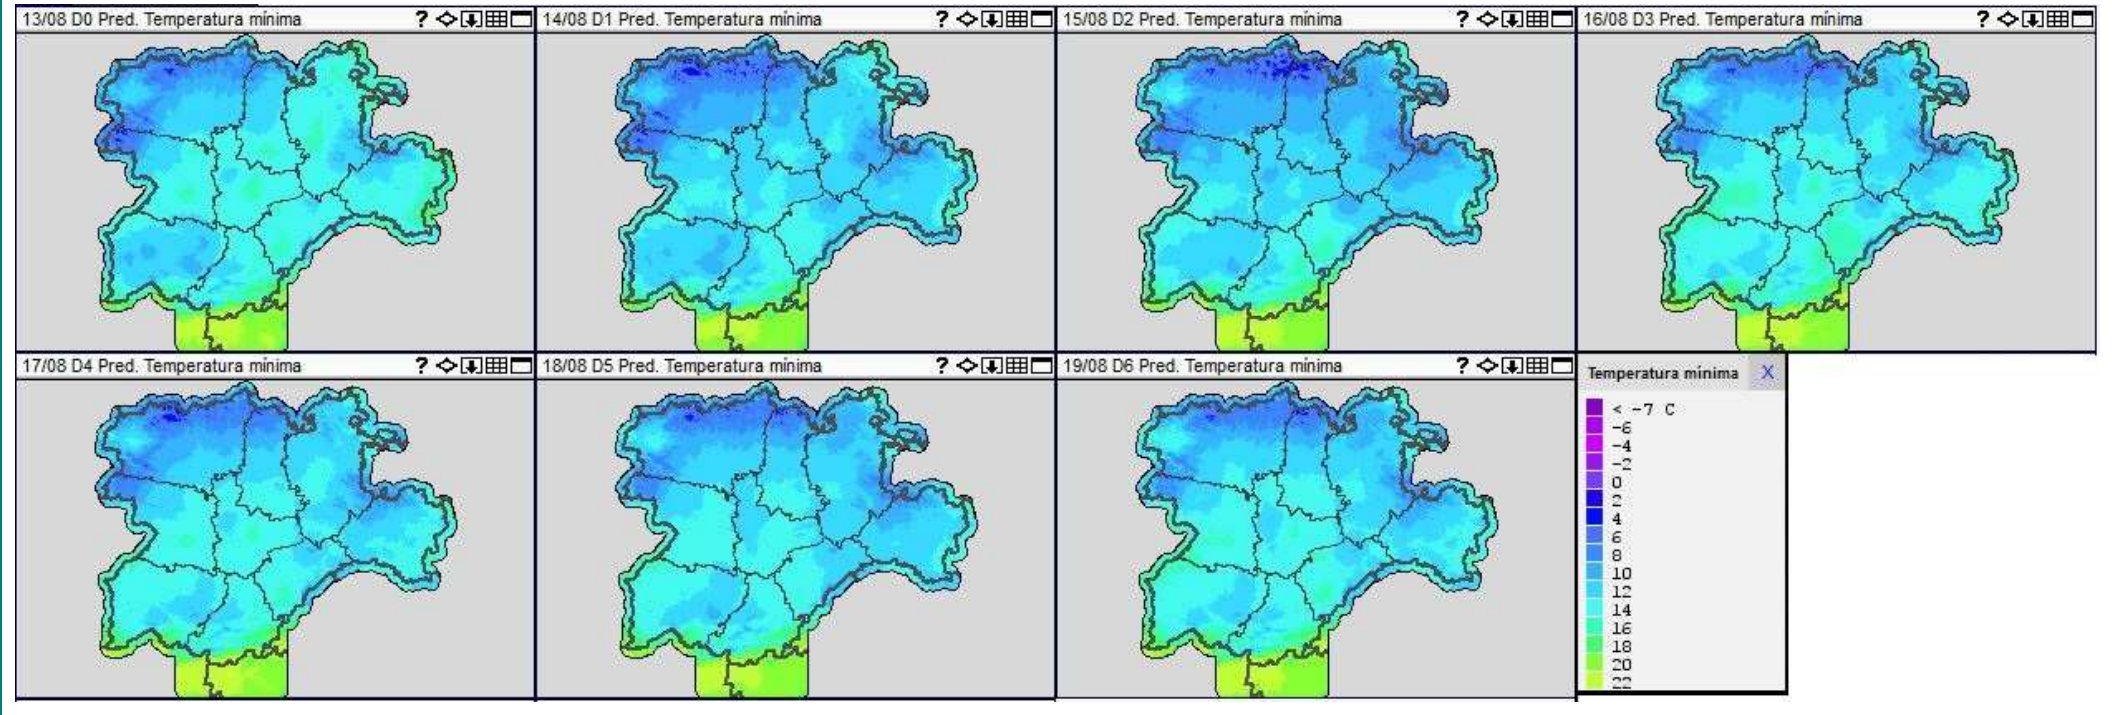 13/08 D0 Pred. Temperatura mínima ?
14/08 D1 Pred. Temperatura mínima ?
15/08 D2 Pred. Temperatura mínima ?
16/08 D3 Pred. Temperatura mínima ?
17/08 D4 Pred. Temperatura mínima ?
18/08 D5 Pred. Temperatura mínima ?
19/08 D6 Pred. Temperatura mínima ?
Temperatura mínima X
< -7 C
-6
-4
-2
0
2
4
6
8
10
12
14
16
18
20
22